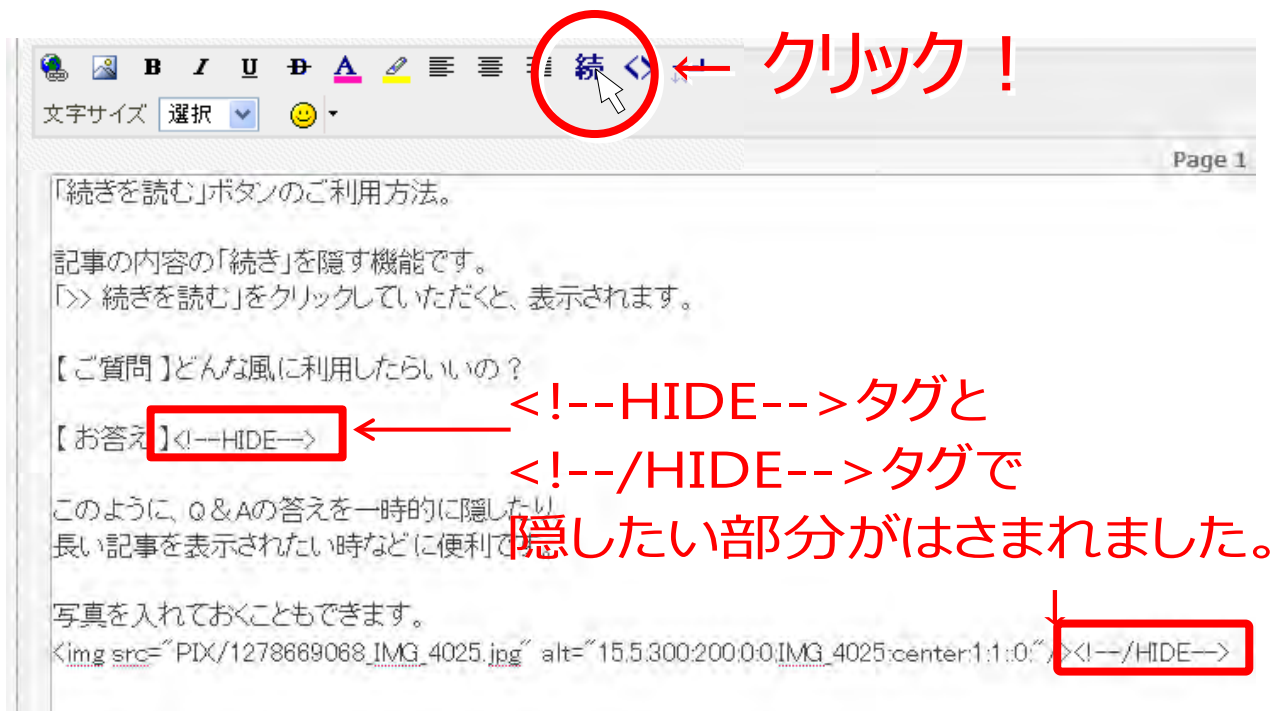 クリック！
B I U D A 続 <> ←
文字サイズ 選択
Page 1
「続きを読む」ボタンのご利用方法。
記事の内容の「続き」を隠す機能です。
「>> 続きを読む」をクリックしていただくと、表示されます。
【ご質問】どんな風に利用したらいいの？
【お答え】<!--HIDE-->
<!--HIDE-->タグと
<!--/HIDE-->タグで
隠したい部分がはさまれました。
このように、Q＆Aの答えを一時的に隠したり
長い記事を表示されたい時などに便利で
写真を入れておくこともできます。
<img src="PIX/1278669068_IMG_4025.jpg" alt="15,5:300:200:0:0:IMG_4025:center:1:1::0:"/><!--/HIDE-->